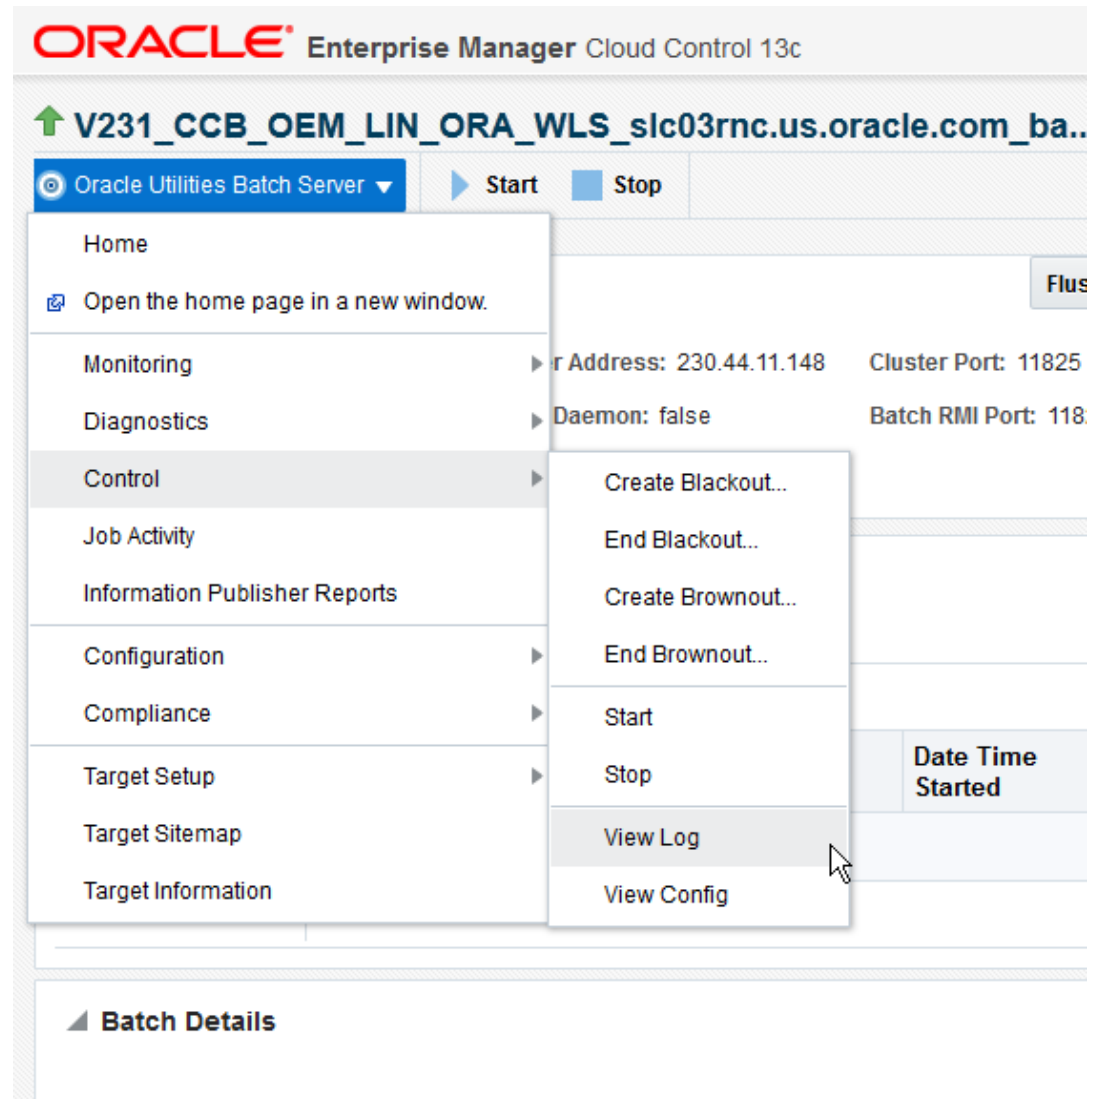 ORACLE Enterprise Manager Cloud Control 13c
V231_CCB_OEM_LIN_ORA_WLS_slc03rnc.us.oracle.com_ba...
Oracle Utilities Batch Server
Start
Stop
Home
Open the home page in a new window.
Monitoring
Diagnostics
Control
Job Activity
Information Publisher Reports
Configuration
Compliance
Target Setup
Target Sitemap
Target Information
r Address: 230.44.11.148
Cluster Port: 11825
Daemon: false
Batch RMI Port: 118
Create Blackout...
End Blackout...
Create Brownout...
End Brownout...
Start
Stop
View Log
View Config
Date Time
Started
Batch Details